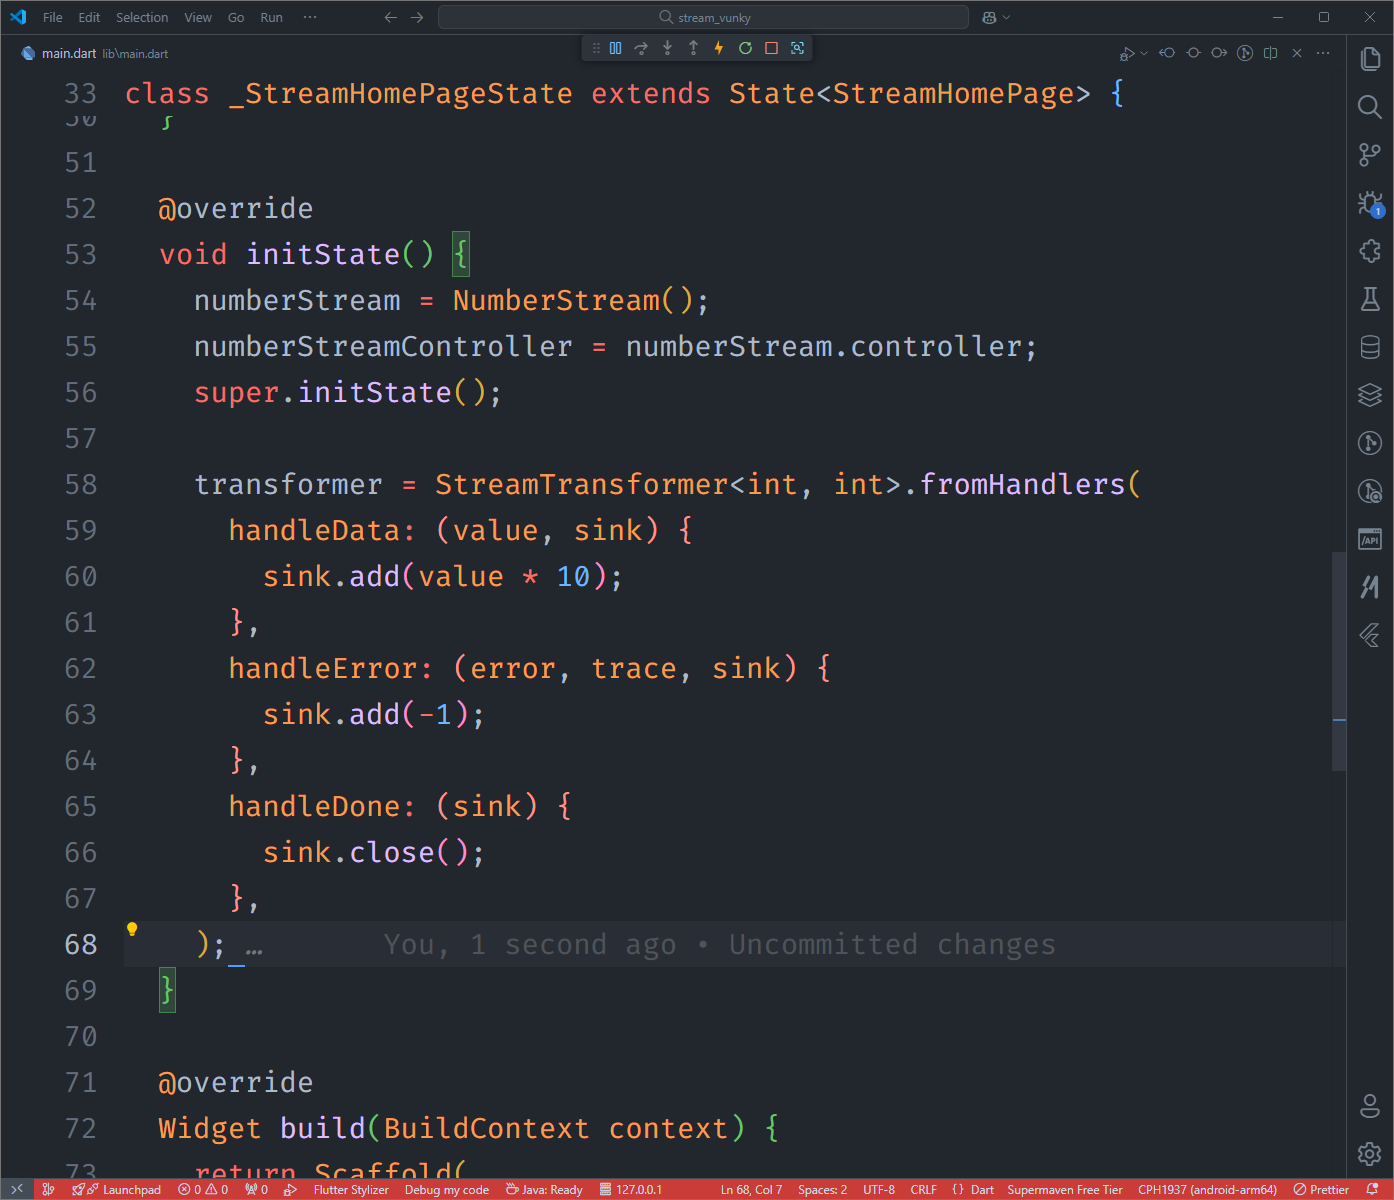 File Edit Selection View Go Run ··· ← → stream_vunky
main.dart lib\main.dart
33 class _StreamHomePageState extends State<StreamHomePage> {
50 }
51
52 @override
53 void initState() {
54 numberStream = NumberStream();
55 numberStreamController = numberStream.controller;
56 super.initState();
57
58 transformer = StreamTransformer<int, int>.fromHandlers(
59 handleData: (value, sink) {
60 sink.add(value * 10);
61 },
62 handleError: (error, trace, sink) {
63 sink.add(-1);
64 },
65 handleDone: (sink) {
66 sink.close();
67 },
68 ); … You, 1 second ago • Uncommitted changes
69 }
70
71 @override
72 Widget build(BuildContext context) {
73 return Scaffold(
1
/API
Launchpad 0 0 0 Flutter Stylizer Debug my code Java: Ready 127.0.0.1 Ln 68, Col 7 Spaces: 2 UTF-8 CRLF {} Dart Supermaven Free Tier CPH1937 (android-arm64) Prettier